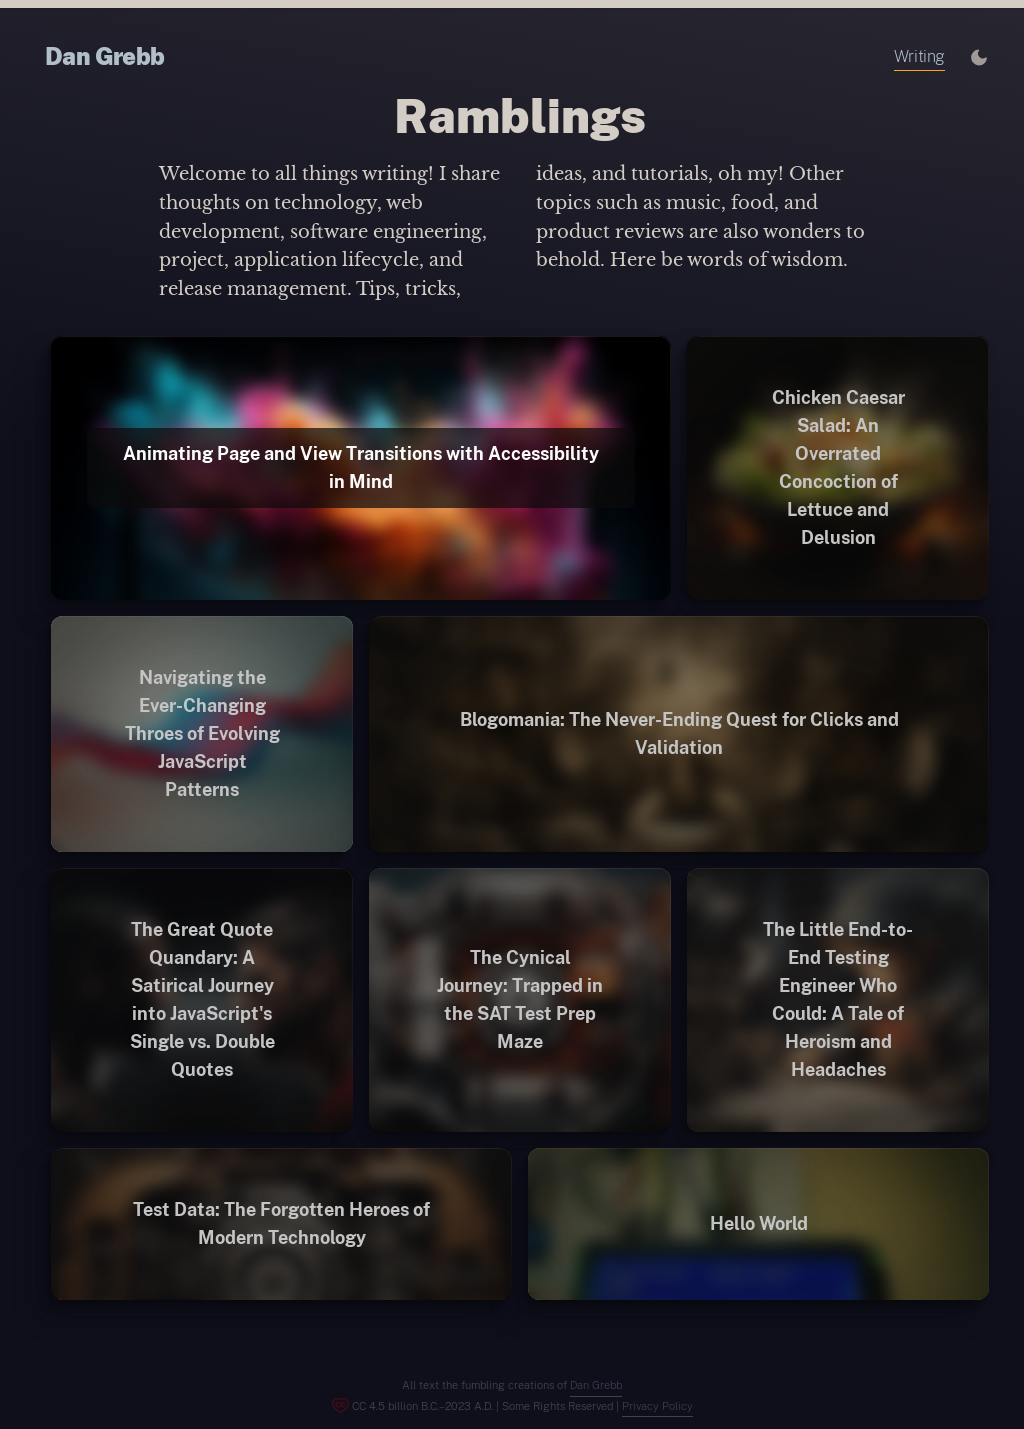 Dan Grebb
Writing
Ramblings
Welcome to all things writing! I share
thoughts on technology, web
development, software engineering,
project, application lifecycle, and
release management. Tips, tricks,
ideas, and tutorials, oh my! Other
topics such as music, food, and
product reviews are also wonders to
behold. Here be words of wisdom.
Animating Page and View Transitions with Accessibility
in Mind
Chicken Caesar
Salad: An
Overrated
Concoction of
Lettuce and
Delusion
Navigating the
Ever-Changing
Throes of Evolving
JavaScript
Patterns
Blogomania: The Never-Ending Quest for Clicks and
Validation
The Great Quote
Quandary: A
Satirical Journey
into JavaScript's
Single vs. Double
Quotes
The Cynical
Journey: Trapped in
the SAT Test Prep
Maze
The Little End-to-
End Testing
Engineer Who
Could: A Tale of
Heroism and
Headaches
Test Data: The Forgotten Heroes of
Modern Technology
Hello World
All text the fumbling creations of Dan Grebb
CC 4.5 billion B.C.–2023 A.D. | Some Rights Reserved | Privacy Policy